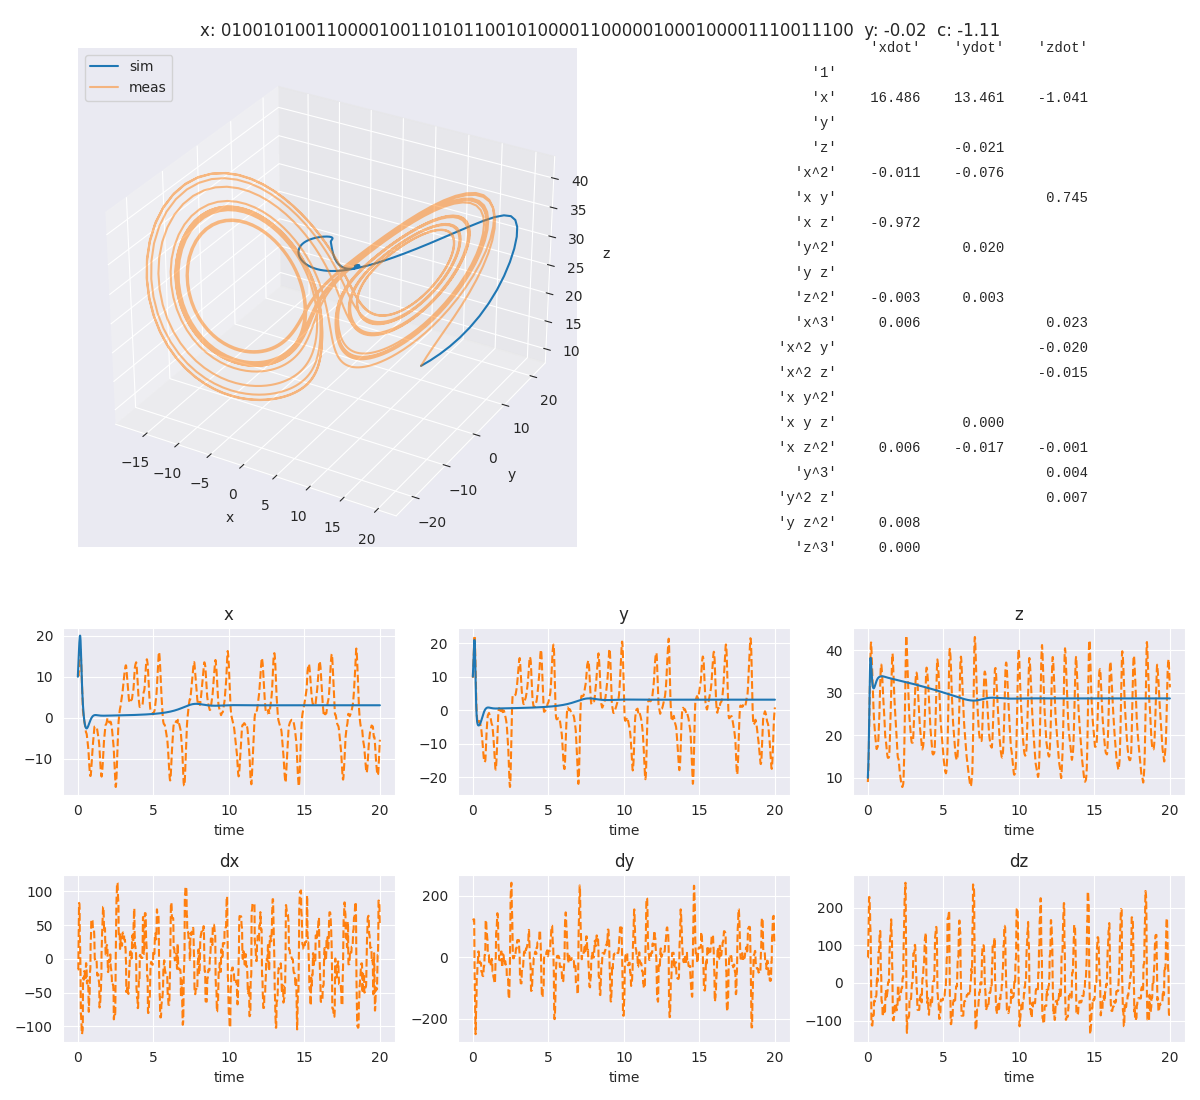 x: 010010100110000100110101100101000011000001000100001110011100 y: -0.02 c: -1.11
sim
meas
40
35
30
25
20
15
10
z
20
10
0
−10
−20
y
−15
−10
−5
0
5
10
15
20
x
'xdot' 'ydot' 'zdot'
'1'
'x' 16.486 13.461 -1.041
'y'
'z' -0.021
'x^2' -0.011 -0.076
'x y' 0.745
'x z' -0.972
'y^2' 0.020
'y z'
'z^2' -0.003 0.003
'x^3' 0.006 0.023
'x^2 y' -0.020
'x^2 z' -0.015
'x y^2'
'x y z' 0.000
'x z^2' 0.006 -0.017 -0.001
'y^3' 0.004
'y^2 z' 0.007
'y z^2' 0.008
'z^3' 0.000
x
20
10
0
−10
0 5 10 15 20
time
y
20
10
0
−10
−20
0 5 10 15 20
time
z
40
30
20
10
0 5 10 15 20
time
dx
100
50
0
−50
−100
0 5 10 15 20
time
dy
200
0
−200
0 5 10 15 20
time
dz
200
100
0
−100
0 5 10 15 20
time